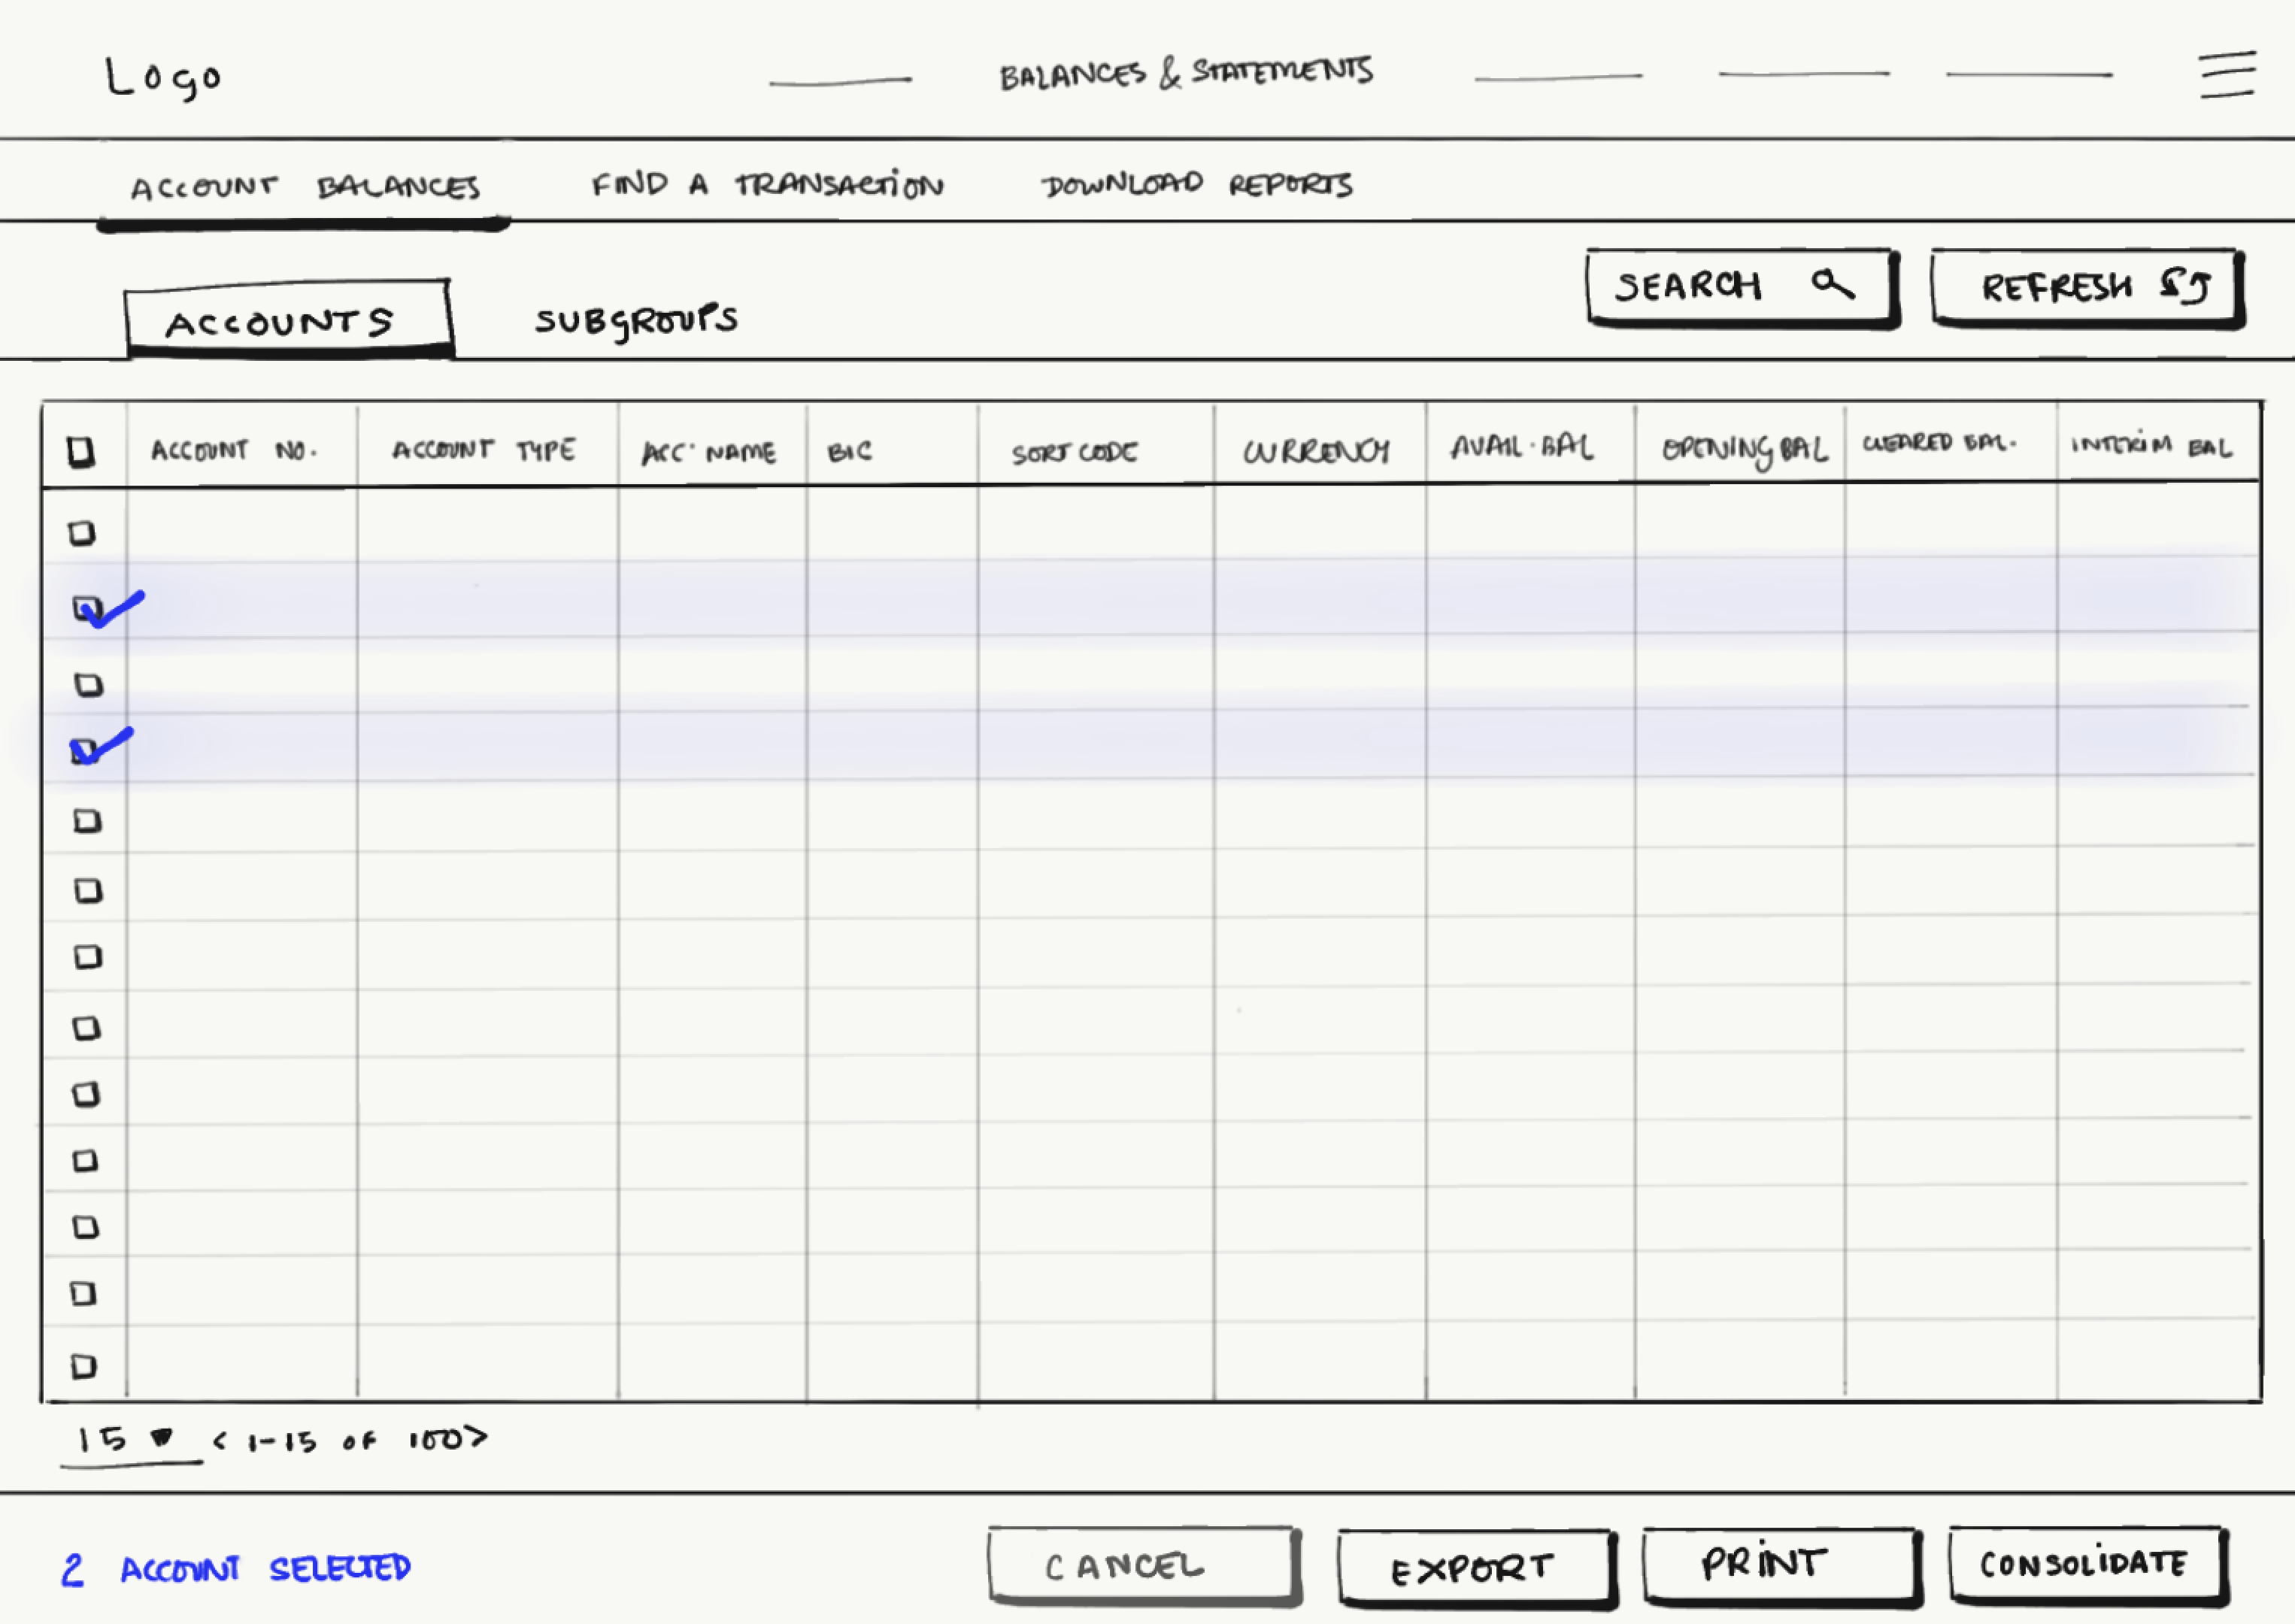 Logo BALANCES & STATEMENTS
ACCOUNT BALANCES FIND A TRANSACTION DOWNLOAD REPORTS
ACCOUNTS SUBGROUPS SEARCH REFRESH
ACCOUNT NO. ACCOUNT TYPE ACC' NAME BIC SORT CODE CURRENCY AVAIL. BAL OPENING BAL CLEARED BAL. INTERIM BAL
15 < 1-15 OF 100>
2 ACCOUNT SELECTED CANCEL EXPORT PRINT CONSOLIDATE